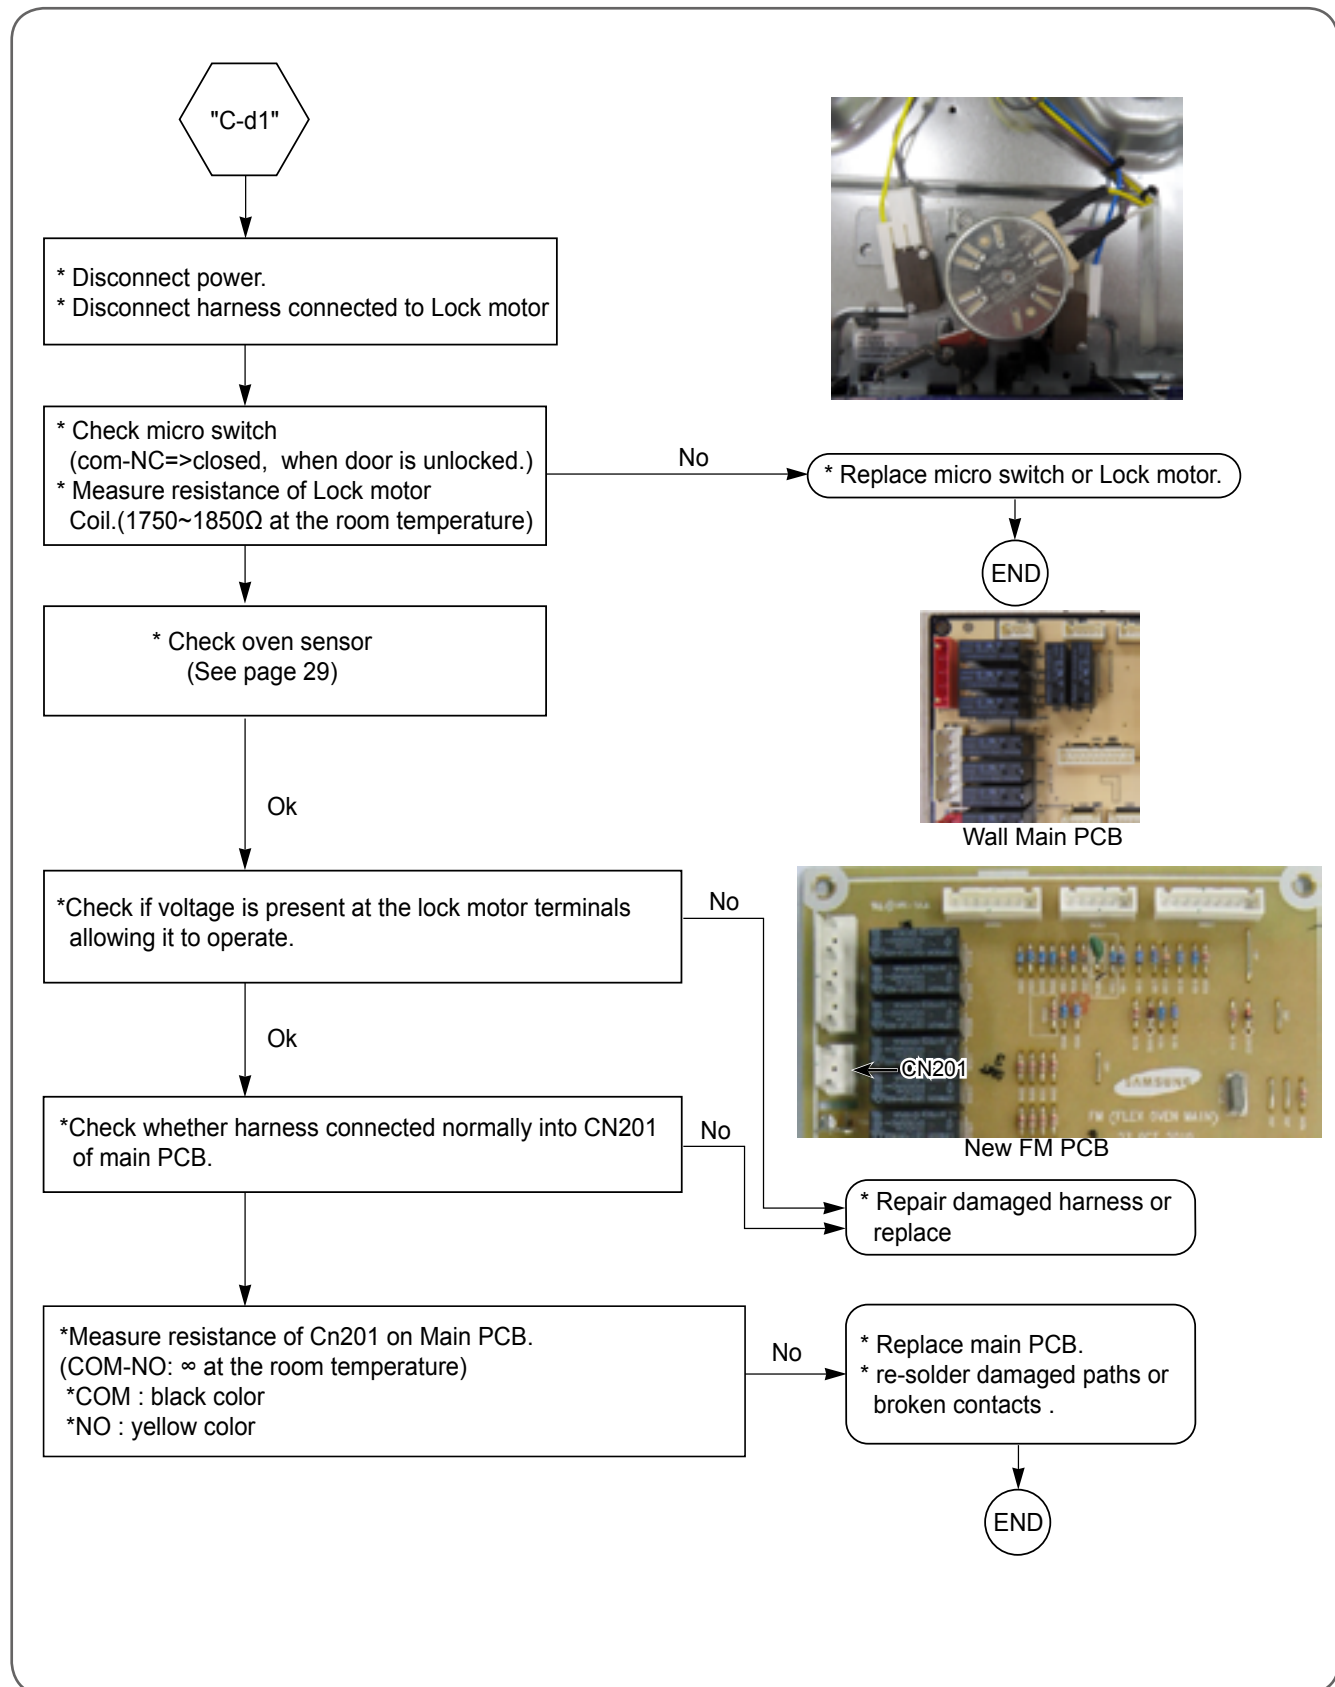 "C-d1"
* Disconnect power.
* Disconnect harness connected to Lock motor
* Check micro switch
(com-NC=>closed,  when door is unlocked.)
* Measure resistance of Lock motor
Coil.(1750~1850Ω at the room temperature)
No
* Replace micro switch or Lock motor.
END
* Check oven sensor
(See page 29)
Wall Main PCB
Ok
*Check if voltage is present at the lock motor terminals
allowing it to operate.
No
CN201
SAMSUNG
FM (FLEX OVEN MAIN)
New FM PCB
Ok
*Check whether harness connected normally into CN201
of main PCB.
No
* Repair damaged harness or
replace
*Measure resistance of Cn201 on Main PCB.
(COM-NO: ∞ at the room temperature)
*COM : black color
*NO : yellow color
No
* Replace main PCB.
* re-solder damaged paths or
broken contacts .
END